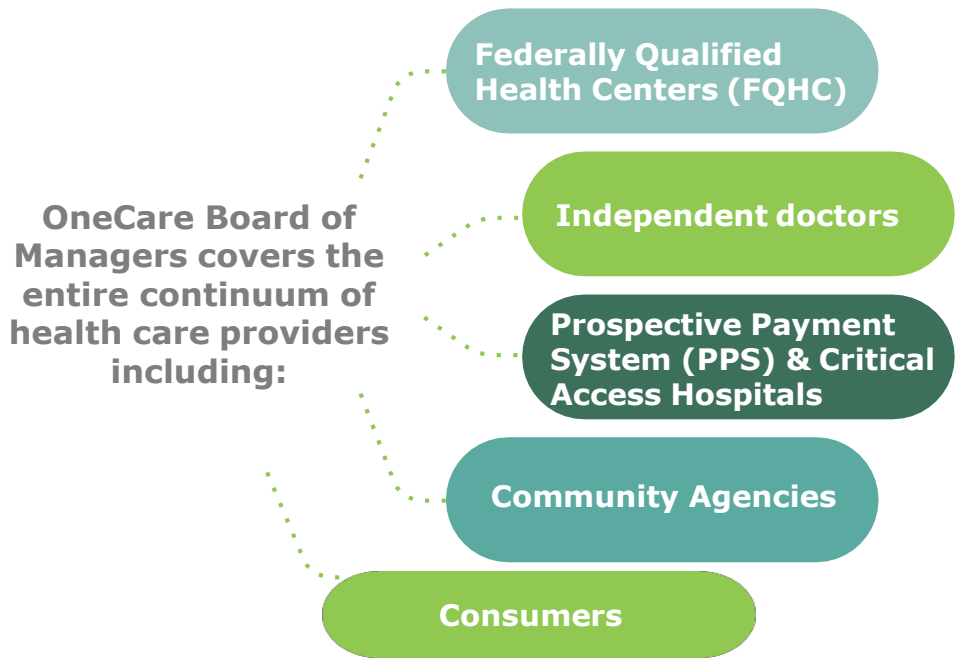 OneCare Board of
Managers covers the
entire continuum of
health care providers
including:
Federally Qualified
Health Centers (FQHC)
Independent doctors
Prospective Payment
System (PPS) & Critical
Access Hospitals
Community Agencies
Consumers